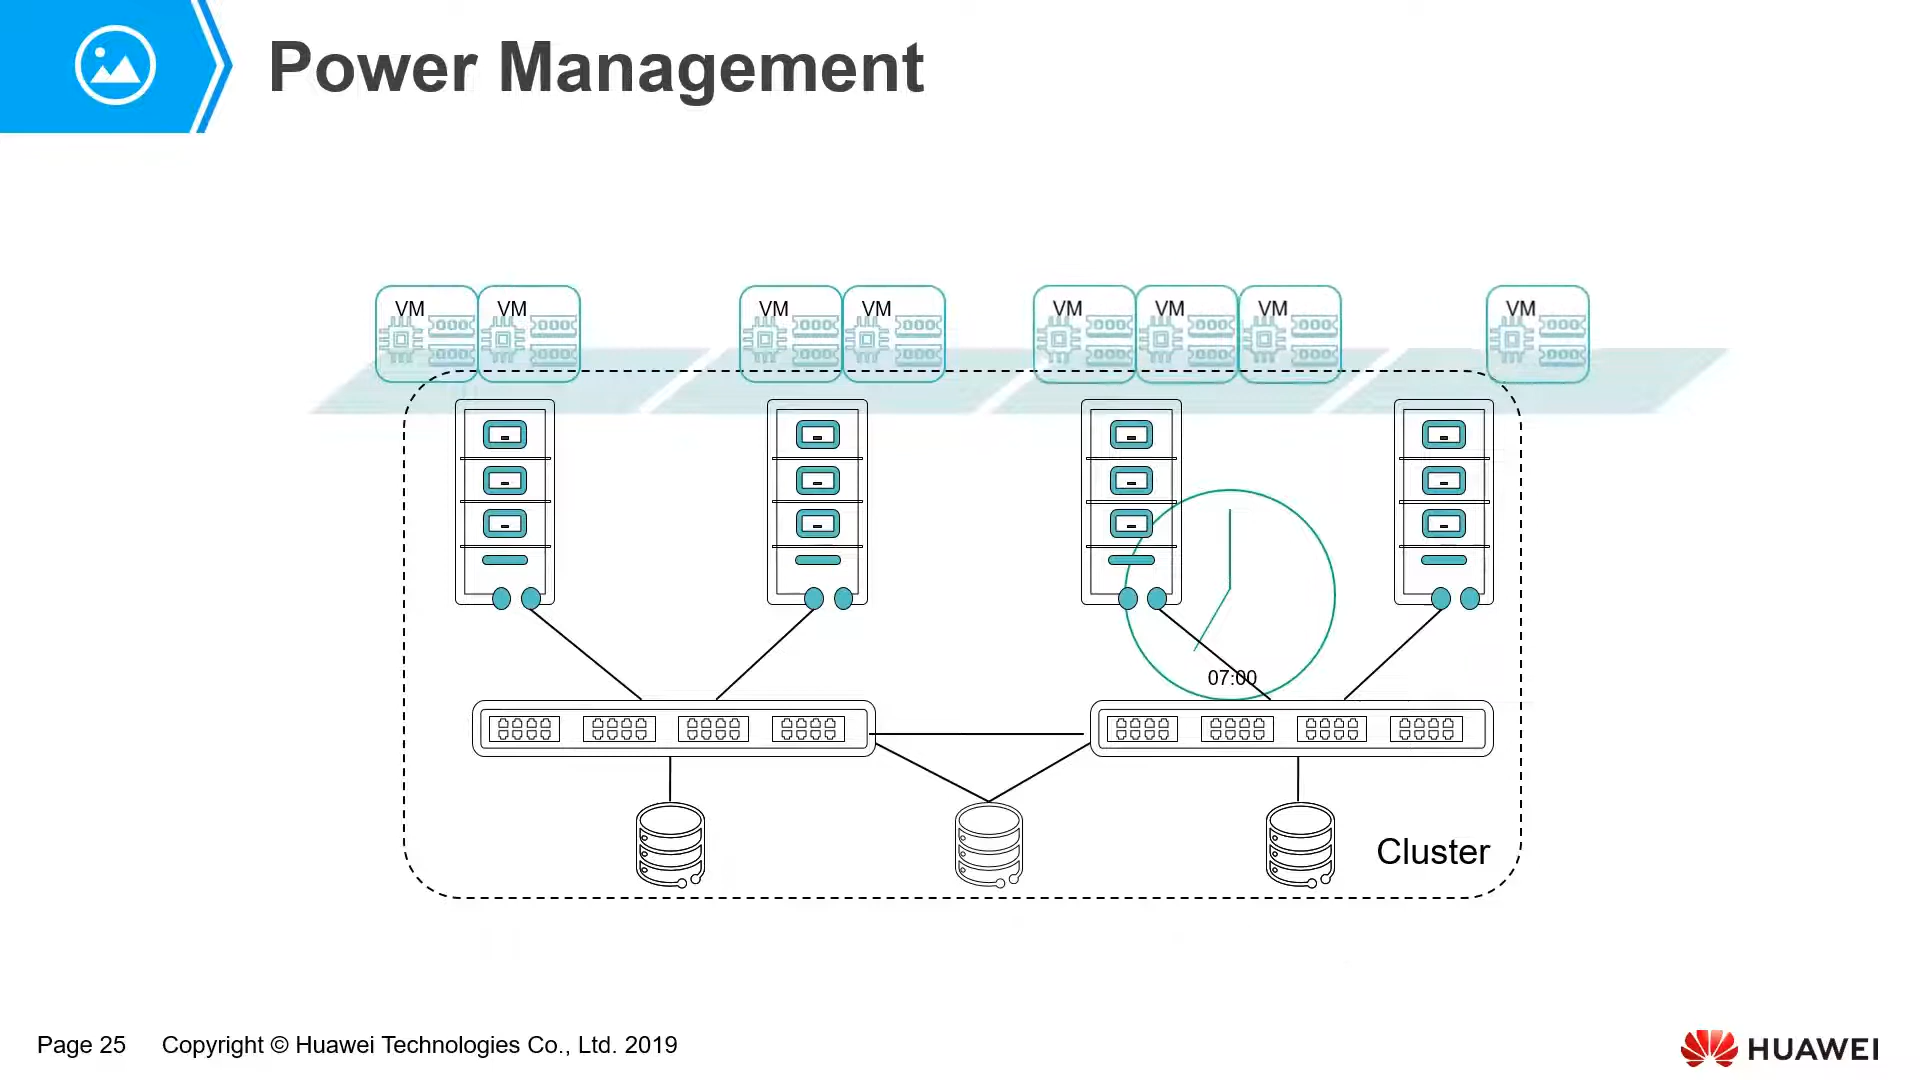 Power Management
VM VM VM VM VM VM VM VM
07:00
Cluster
Page 25 Copyright © Huawei Technologies Co., Ltd. 2019
HUAWEI